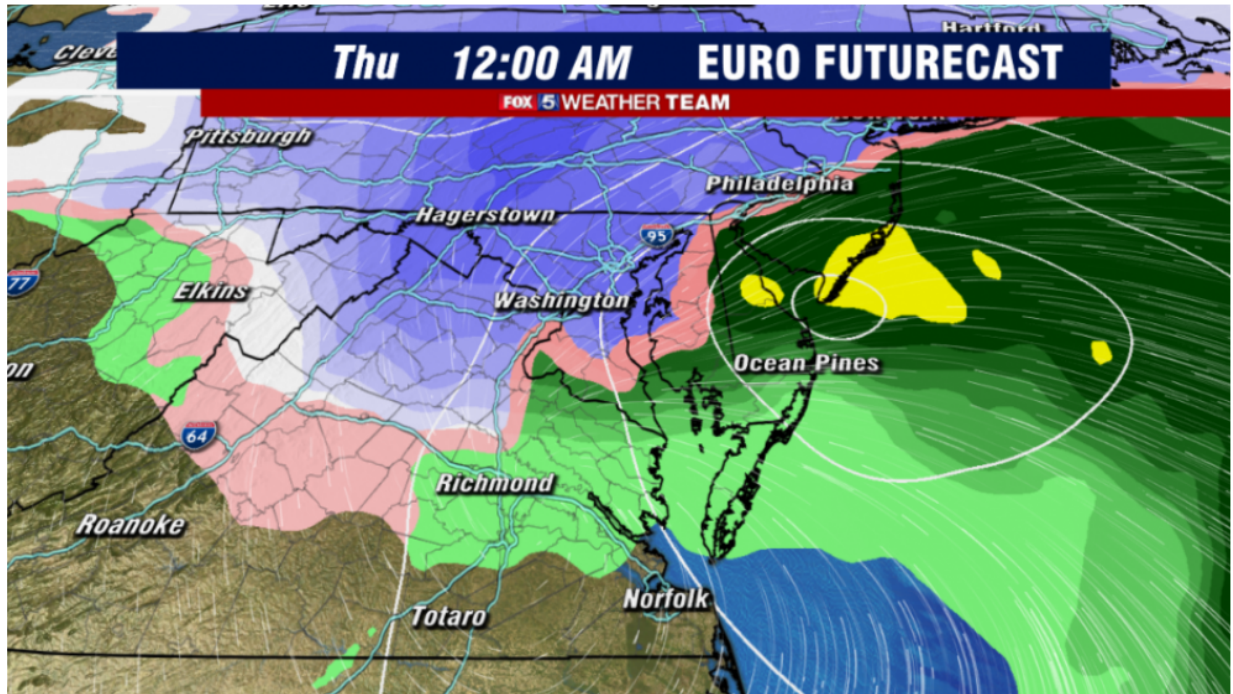 Hartford
Thu 12:00 AM EURO FUTURECAST
FOX 5 WEATHER TEAM
Pittsburgh
Philadelphia
Hagerstown
95
77
Elkins
Washington
Ocean Pines
64
Richmond
Roanoke
Norfolk
Totaro